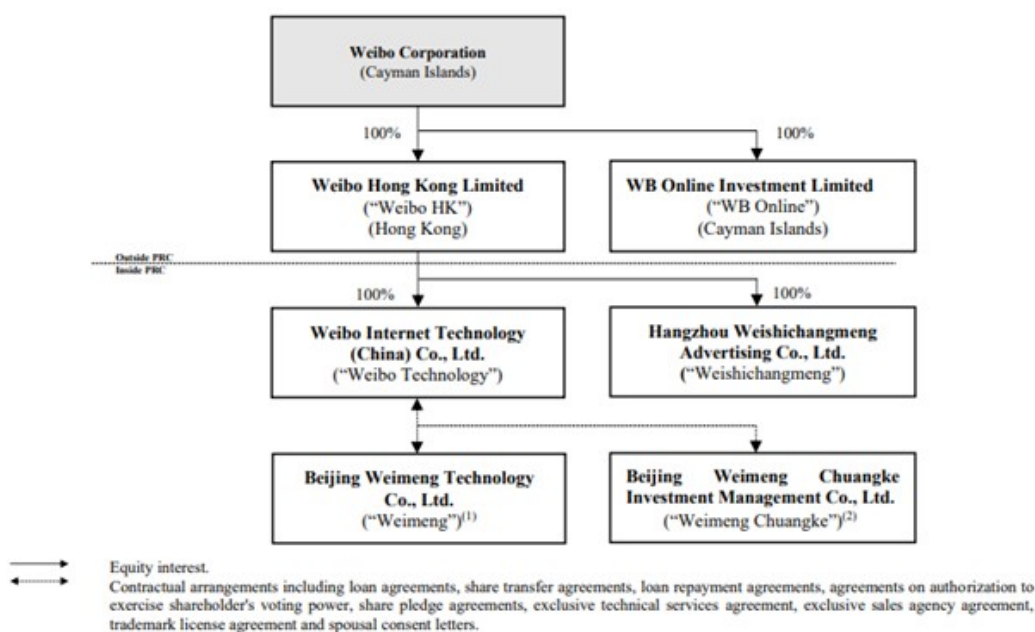 Weibo Corporation
(Cayman Islands)
100%
100%
Weibo Hong Kong Limited
(“Weibo HK”)
(Hong Kong)
WB Online Investment Limited
(“WB Online”)
(Cayman Islands)
Outside PRC
Inside PRC
100%
100%
Weibo Internet Technology
(China) Co., Ltd.
(“Weibo Technology”)
Hangzhou Weishichangmeng
Advertising Co., Ltd.
(“Weishichangmeng”)
Beijing Weimeng Technology
Co., Ltd.
(“Weimeng”)(1)
Beijing Weimeng Chuangke
Investment Management Co., Ltd.
(“Weimeng Chuangke”)(2)
Equity interest.
Contractual arrangements including loan agreements, share transfer agreements, loan repayment agreements, agreements on authorization to
exercise shareholder's voting power, share pledge agreements, exclusive technical services agreement, exclusive sales agency agreement,
trademark license agreement and spousal consent letters.